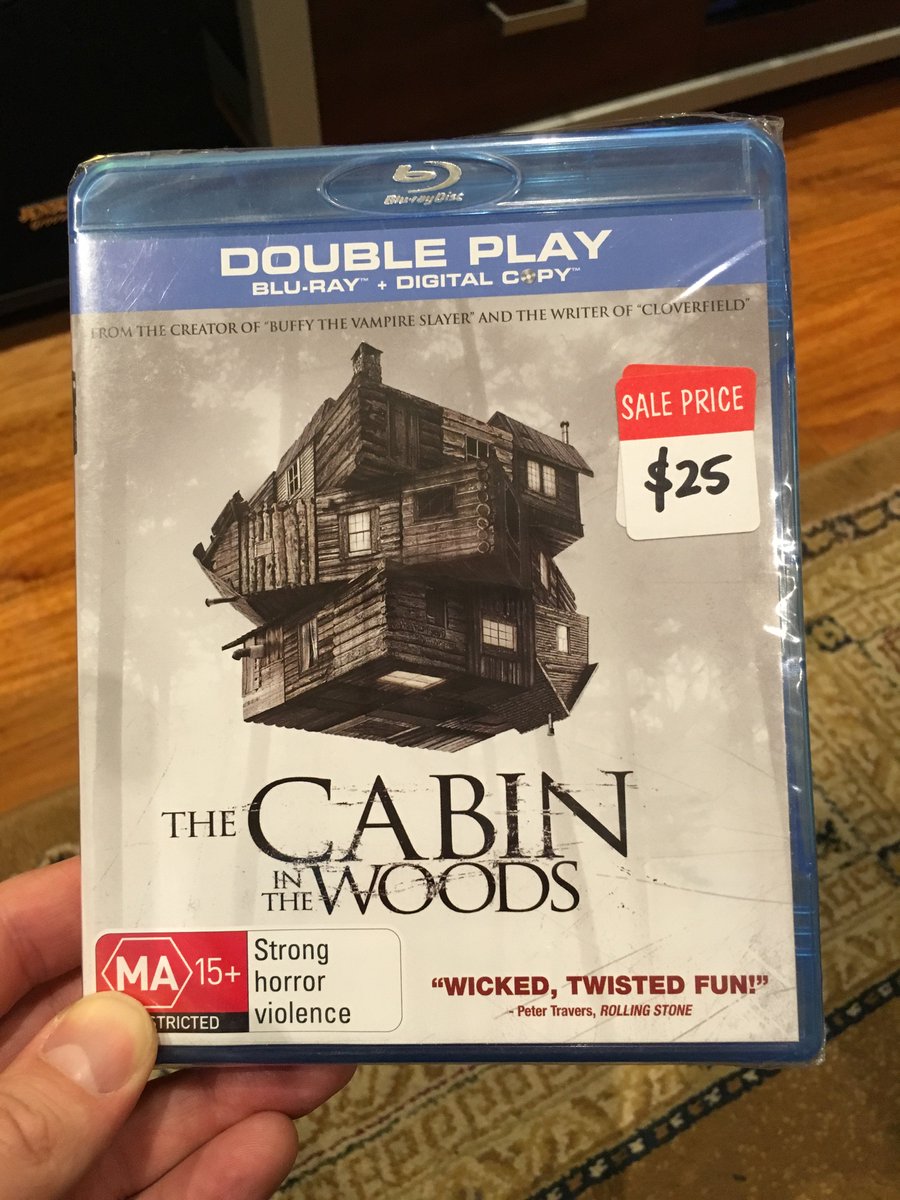 Blu-ray Disc
DOUBLE PLAY
BLU-RAY™ + DIGITAL COPY™
FROM THE CREATOR OF "BUFFY THE VAMPIRE SLAYER" AND THE WRITER OF "CLOVERFIELD"
SALE PRICE
$25
THE CABIN
IN THE WOODS
MA 15+
STRICTED
Strong
horror
violence
"WICKED, TWISTED FUN!"
- Peter Travers, ROLLING STONE